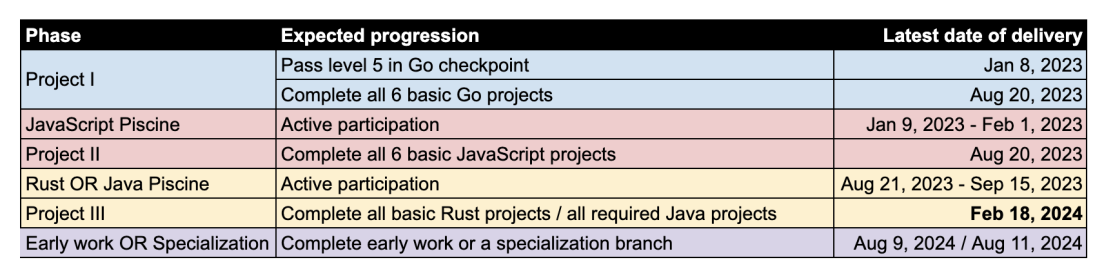 Phase Expected progression Latest date of delivery
Project I Pass level 5 in Go checkpoint Jan 8, 2023
Complete all 6 basic Go projects Aug 20, 2023
JavaScript Piscine Active participation Jan 9, 2023 - Feb 1, 2023
Project II Complete all 6 basic JavaScript projects Aug 20, 2023
Rust OR Java Piscine Active participation Aug 21, 2023 - Sep 15, 2023
Project III Complete all basic Rust projects / all required Java projects Feb 18, 2024
Early work OR Specialization Complete early work or a specialization branch Aug 9, 2024 / Aug 11, 2024